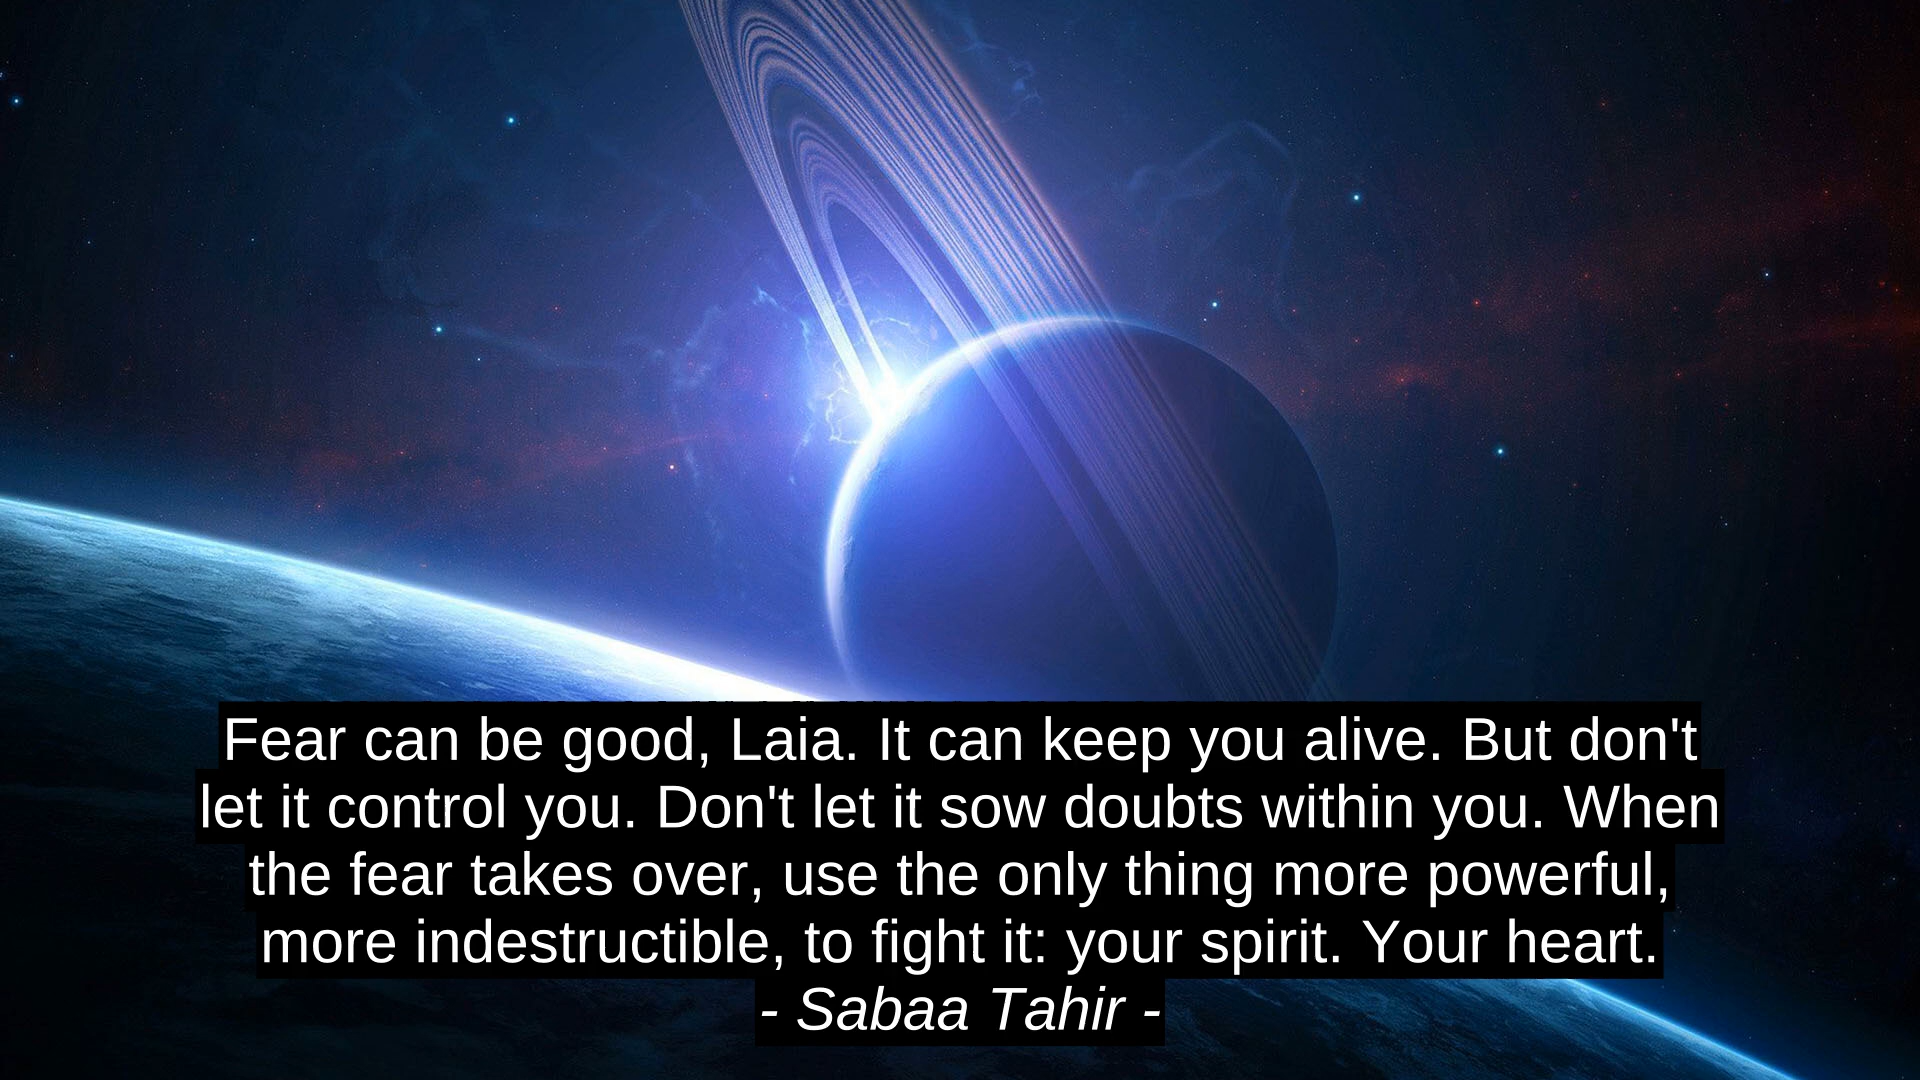 Fear can be good, Laia. It can keep you alive. But don't
let it control you. Don't let it sow doubts within you. When
the fear takes over, use the only thing more powerful,
more indestructible, to fight it: your spirit. Your heart.
- Sabaa Tahir -